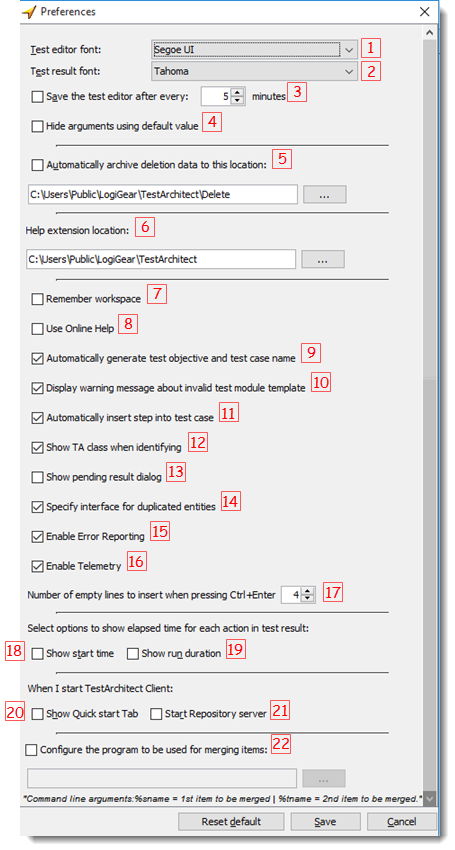 Preferences
Test editor font: Segoe UI 1
Test result font: Tahoma 2
Save the test editor after every: 5 minutes 3
Hide arguments using default value 4
Automatically archive deletion data to this location: 5
C:\Users\Public\LogiGear\TestArchitect\Delete ...
Help extension location: 6
C:\Users\Public\LogiGear\TestArchitect ...
Remember workspace 7
Use Online Help 8
Automatically generate test objective and test case name 9
Display warning message about invalid test module template 10
Automatically insert step into test case 11
Show TA class when identifying 12
Show pending result dialog 13
Specify interface for duplicated entities 14
Enable Error Reporting 15
Enable Telemetry 16
Number of empty lines to insert when pressing Ctrl+Enter 4 17
Select options to show elapsed time for each action in test result:
18 Show start time Show run duration 19
When I start TestArchitect Client:
20 Show Quick start Tab Start Repository server 21
Configure the program to be used for merging items: 22
...
"Command line arguments:%sname = 1st item to be merged | %tname = 2nd item to be merged."
Reset default Save Cancel